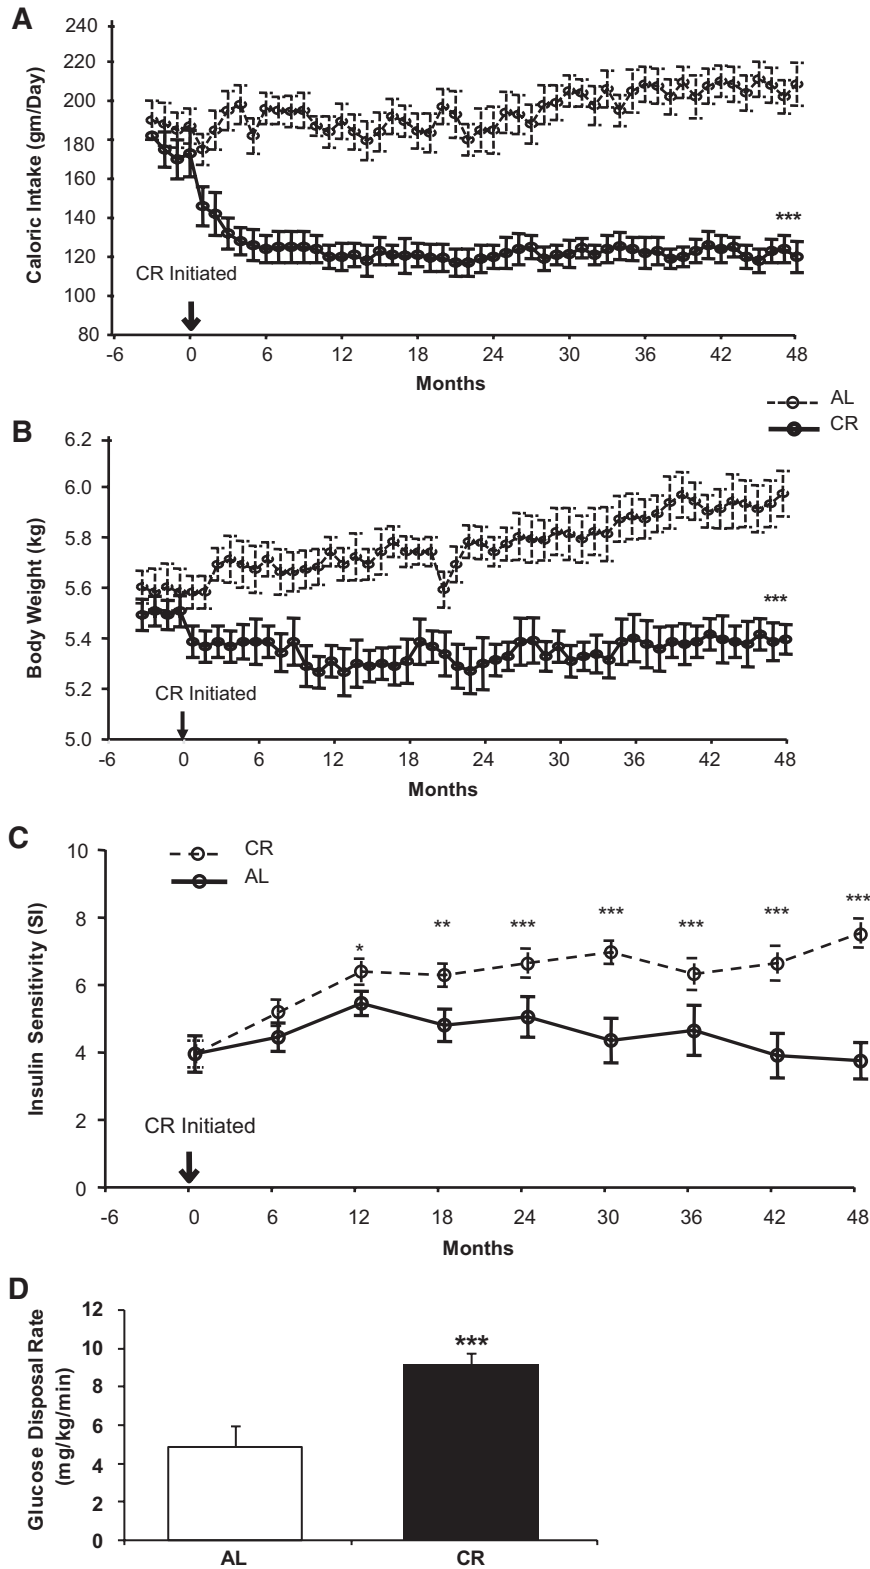 A
240
220
200
180
160
140
120
100
80
Caloric Intake (gm/Day)
***
CR Initiated
-6 0 6 12 18 24 30 36 42 48
Months
AL
CR
B
6.2
6.0
5.8
5.6
5.4
5.2
5.0
Body Weight (kg)
***
CR Initiated
-6 0 6 12 18 24 30 36 42 48
Months
C
10
8
6
4
2
0
Insulin Sensitivity (SI)
CR
AL
* ** *** *** *** *** ***
CR Initiated
-6 0 6 12 18 24 30 36 42 48
Months
D
12
10
8
6
4
2
0
Glucose Disposal Rate
(mg/kg/min)
***
AL CR